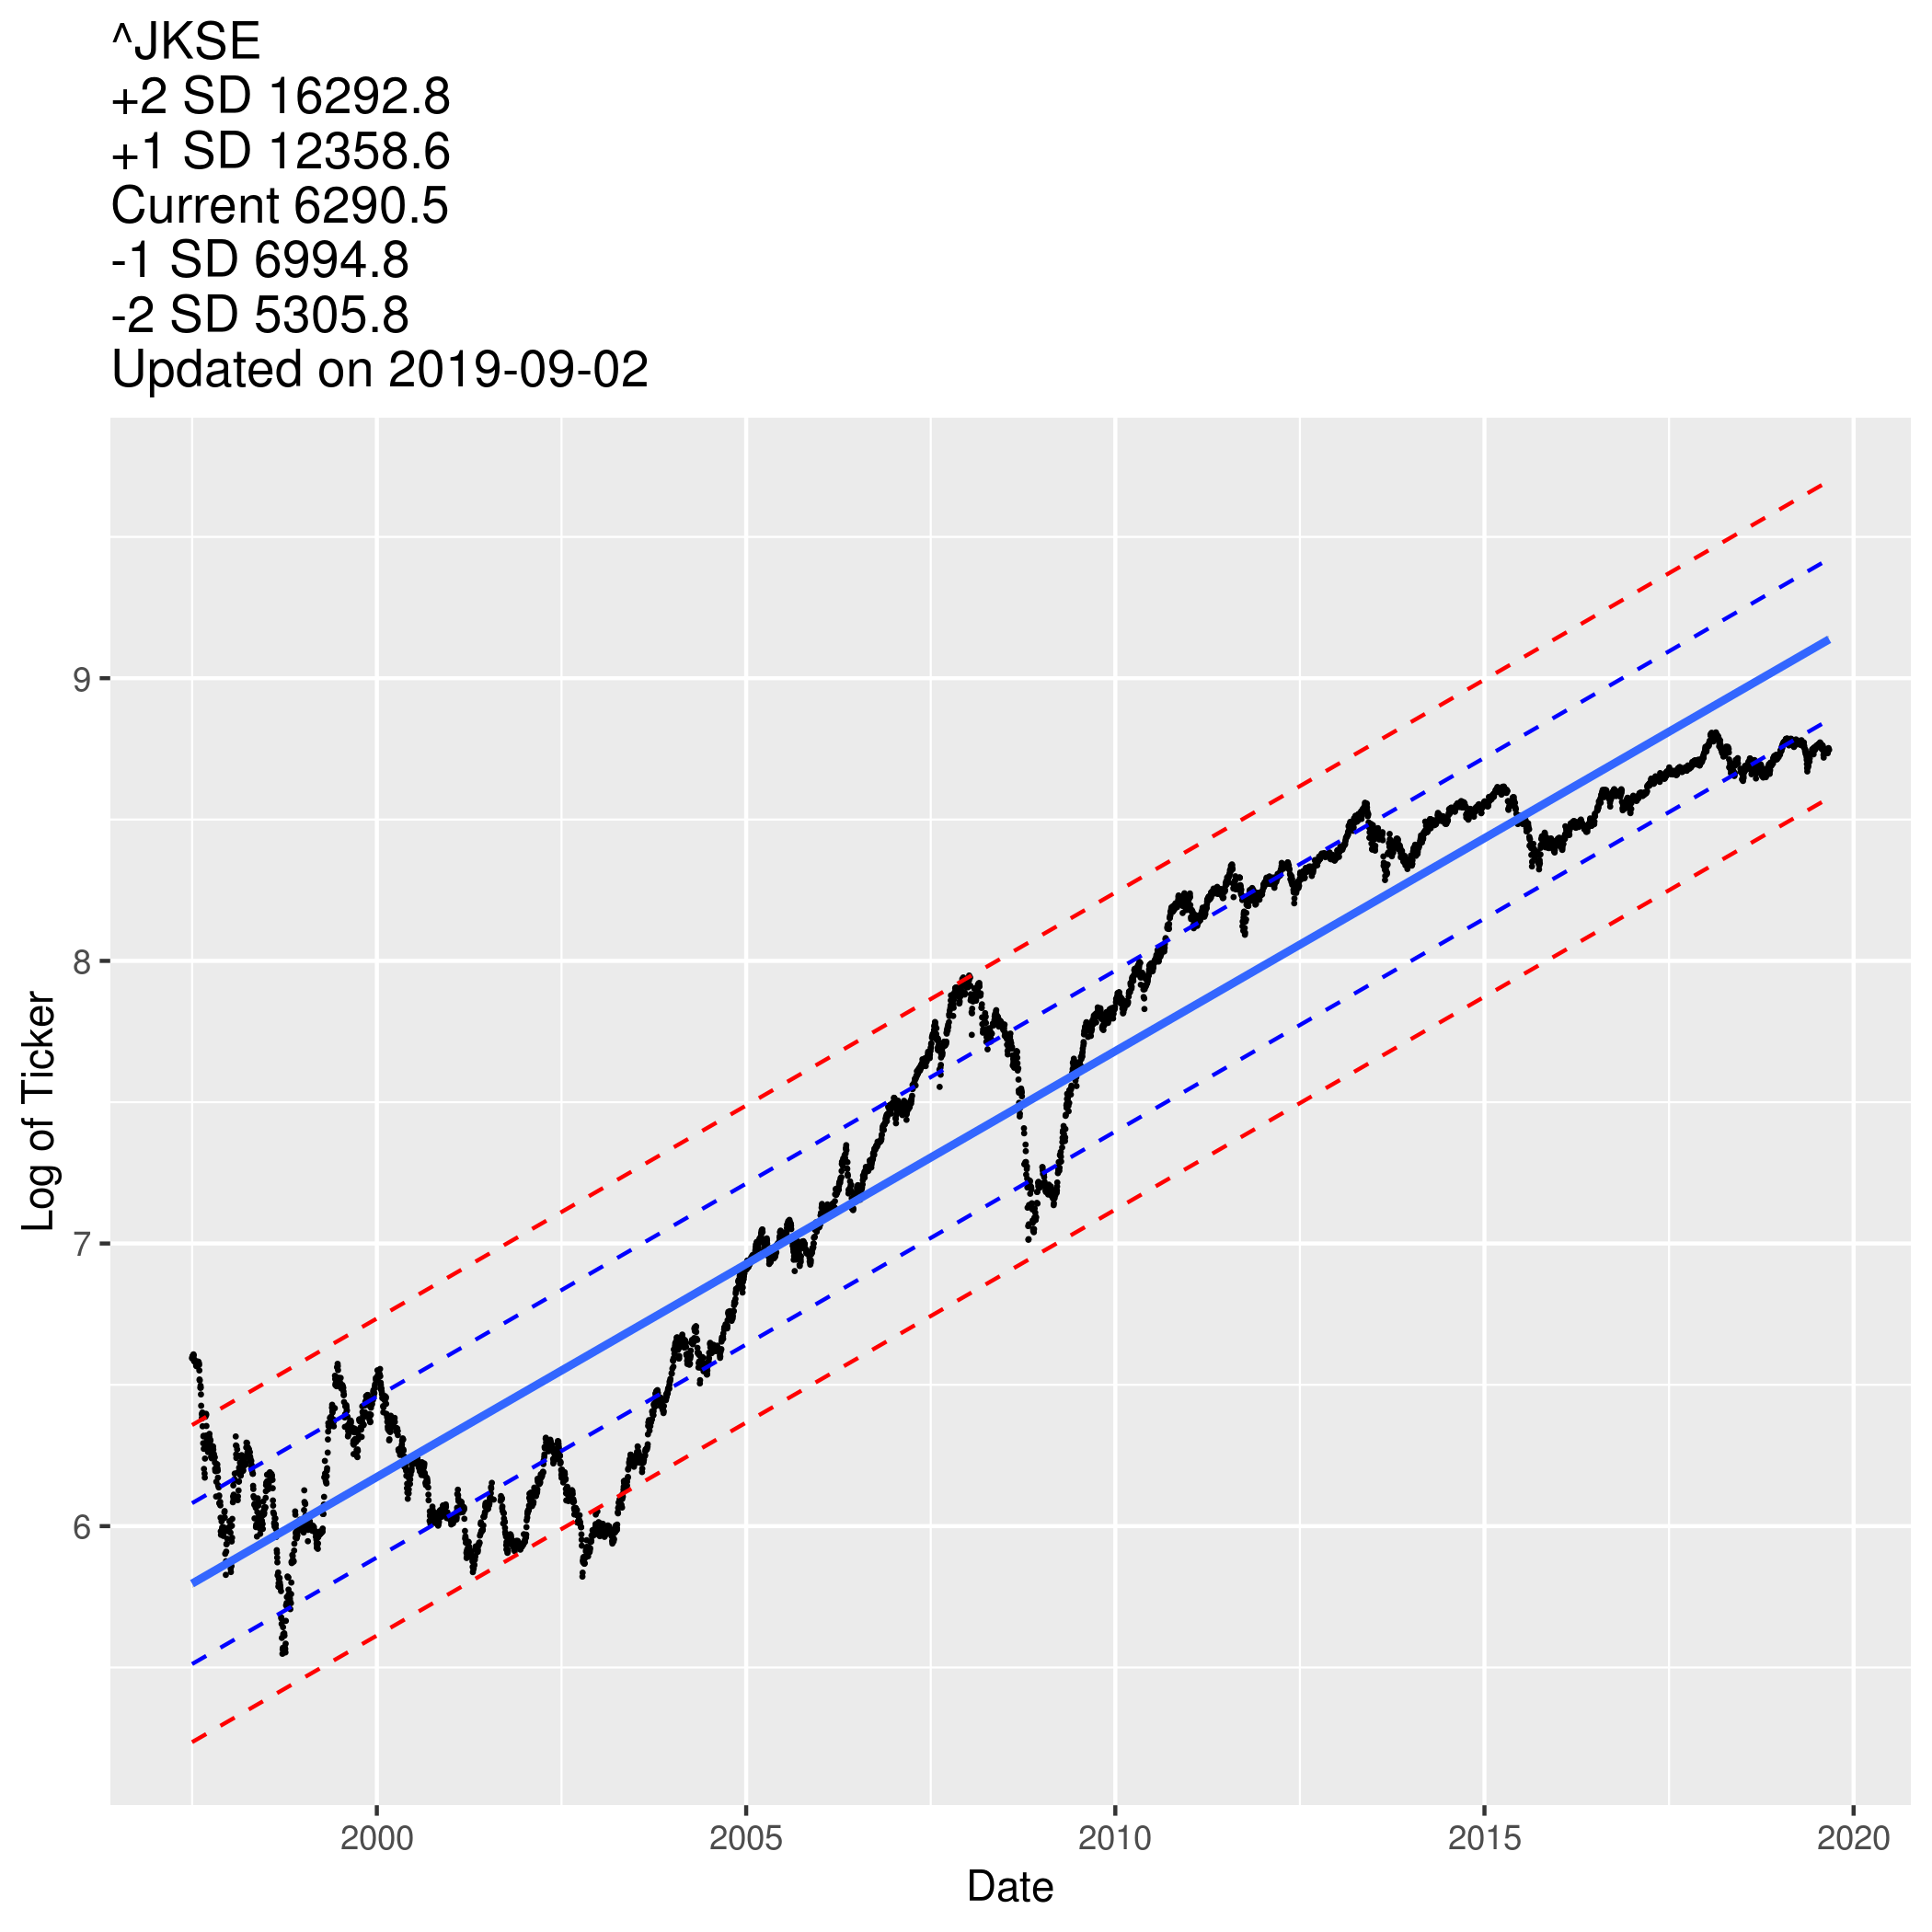 ^JKSE
+2 SD 16292.8
+1 SD 12358.6
Current 6290.5
-1 SD 6994.8
-2 SD 5305.8
Updated on 2019-09-02
9
8
7
6
Log of Ticker
2000 2005 2010 2015 2020
Date